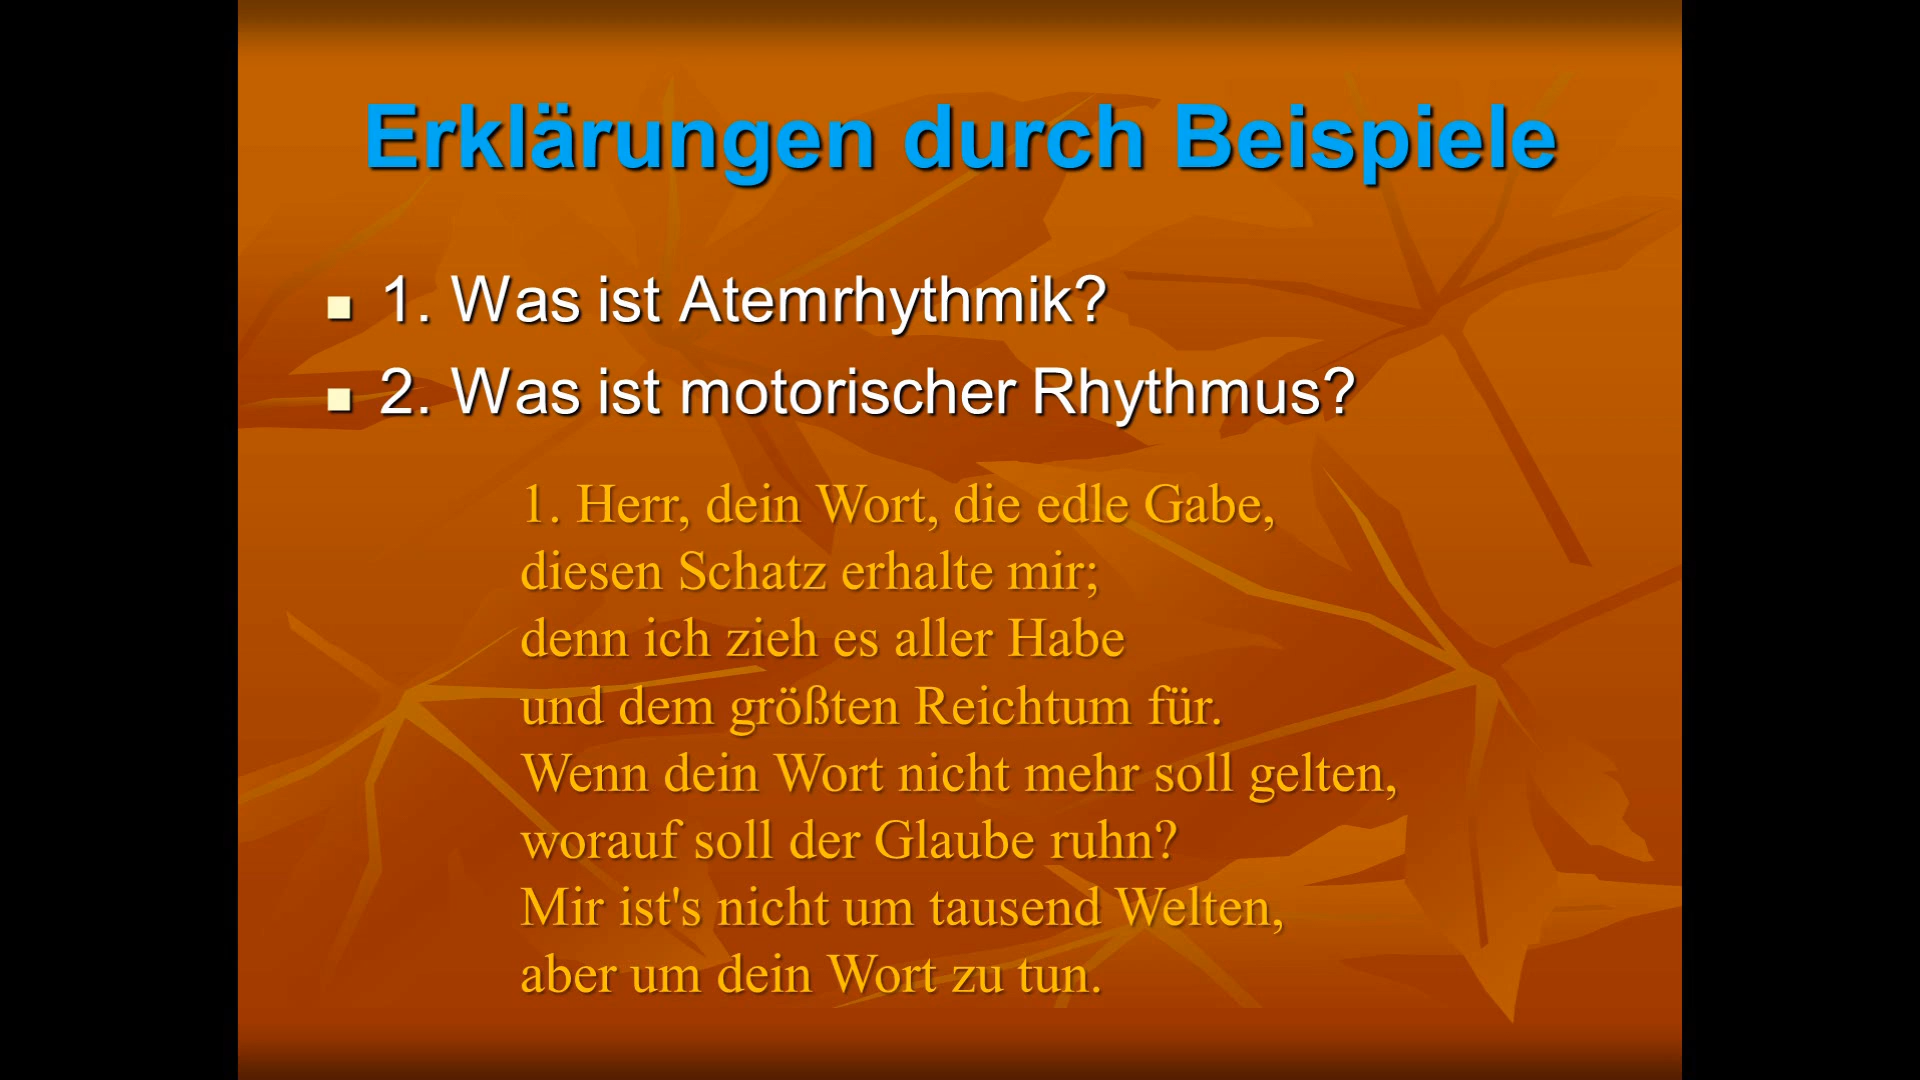 Erklärungen durch Beispiele
1. Was ist Atemrhythmik?
2. Was ist motorischer Rhythmus?
1. Herr, dein Wort, die edle Gabe,
diesen Schatz erhalte mir;
denn ich zieh es aller Habe
und dem größten Reichtum für.
Wenn dein Wort nicht mehr soll gelten,
worauf soll der Glaube ruhn?
Mir ist's nicht um tausend Welten,
aber um dein Wort zu tun.